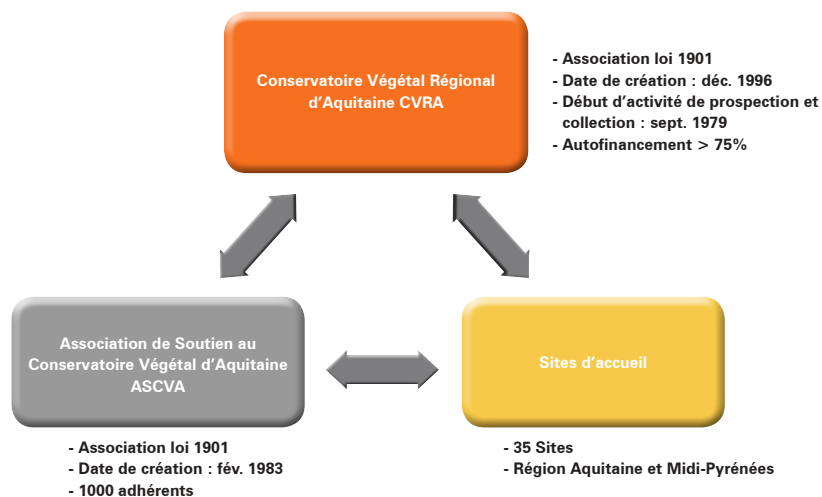 Conservatoire Végétal Régional
d'Aquitaine CVRA
- Association loi 1901
- Date de création : déc. 1996
- Début d'activité de prospection et
collection : sept. 1979
- Autofinancement > 75%
Association de Soutien au
Conservatoire Végétal d'Aquitaine
ASCVA
- Association loi 1901
- Date de création : fév. 1983
- 1000 adhérents
Sites d'accueil
- 35 Sites
- Région Aquitaine et Midi-Pyrénées